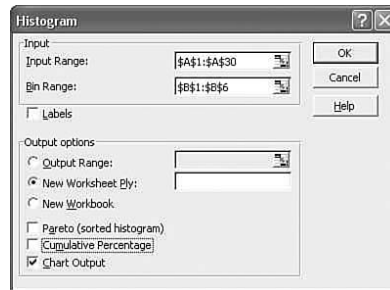 Histogram
Input
Input Range:
$A$1:$A$30
Bin Range:
$B$1:$B$6
Labels
OK
Cancel
Help
Output options
Output Range:
New Worksheet Ply:
New Workbook
Pareto (sorted histogram)
Cumulative Percentage
Chart Output